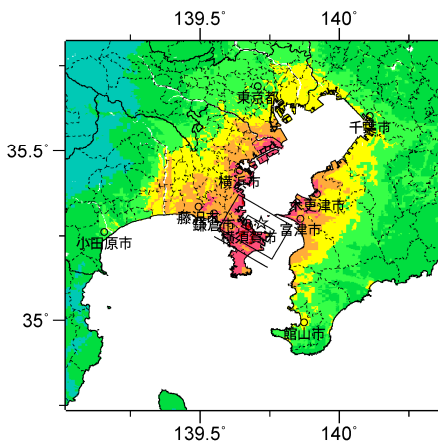 139.5° 140°
東京都
千葉市
35.5°
横浜市
木更津市
藤沢市
鎌倉市
富津市
小田原市
横須賀市
35°
館山市
139.5° 140°